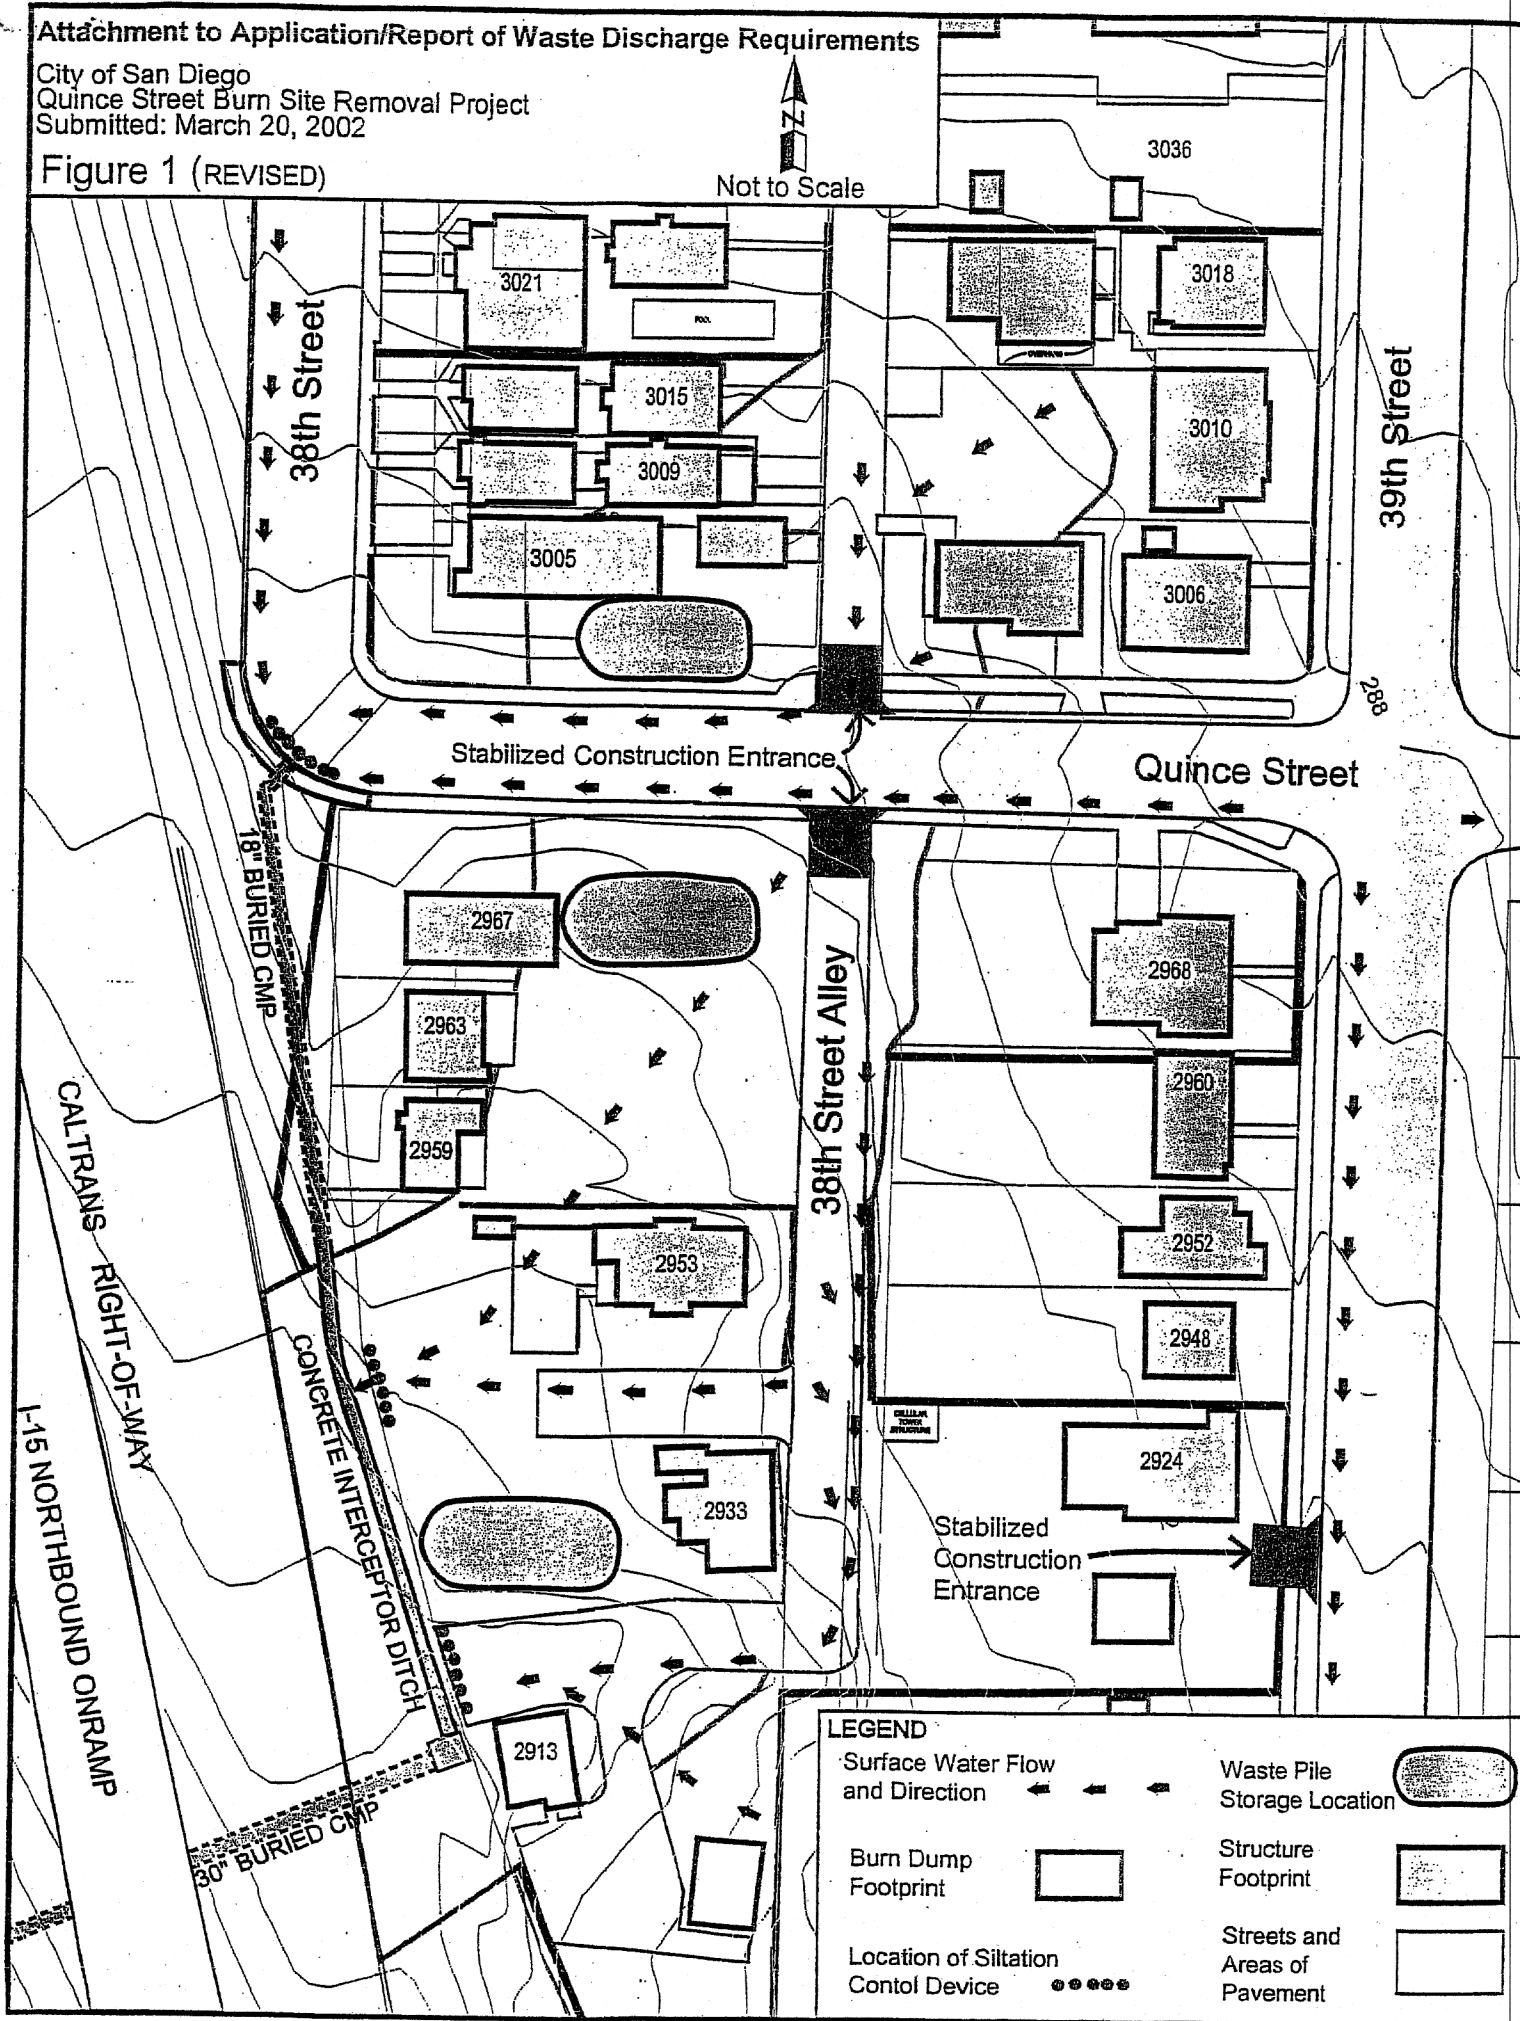 Attachment to Application/Report of Waste Discharge Requirements
City of San Diego
Quince Street Burn Site Removal Project
Submitted: March 20, 2002
Figure 1 (REVISED)
N
Not to Scale
3036
3021
POOL
3018
38th Street
3015
3010
39th Street
3009
3005
3006
288
Stabilized Construction Entrance
Quince Street
18" BURIED CMP
2967
2968
2963
38th Street Alley
2960
2959
2953
2952
CALTRANS RIGHT-OF-WAY
2948
CONCRETE INTERCEPTOR DITCH
CELLULAR
TOWER
STRUCTURE
2924
I-15 NORTHBOUND ONRAMP
2933
Stabilized
Construction
Entrance
2913
30" BURIED CMP
LEGEND
Surface Water Flow
and Direction
Waste Pile
Storage Location
Burn Dump
Footprint
Structure
Footprint
Location of Siltation
Contol Device
Streets and
Areas of
Pavement